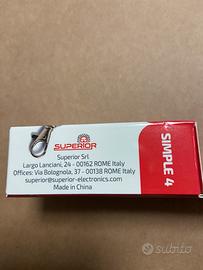 SUPERIOR
Superior Srl
Largo Lanciani, 24 - 00162 ROME Italy
Offices: Via Bolognola, 37 - 00138 ROME Italy
superior@superior-electronics.com
Made in China
SIMPLE 4
subito